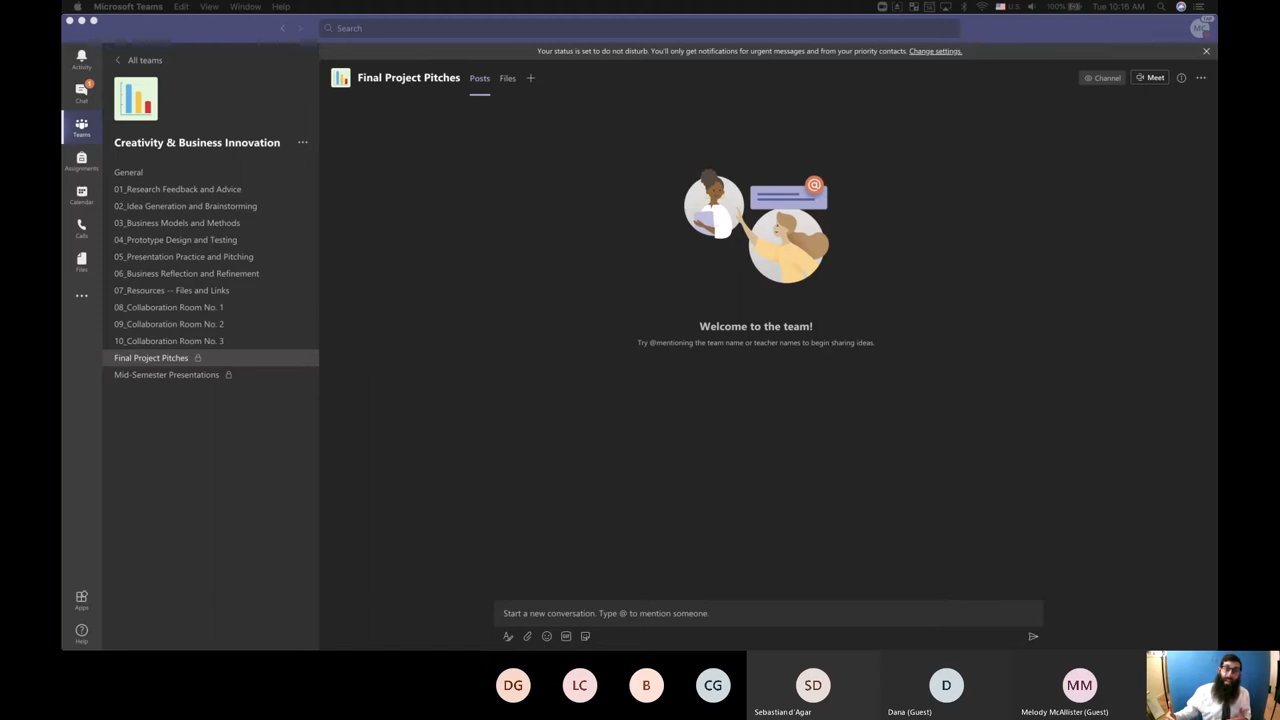 Microsoft Teams Edit View Window Help
U.S. 100% Tue 10:16 AM
Search
Your status is set to do not disturb. You'll only get notifications for urgent messages and from your priority contacts. Change settings.
Activity
Chat
1
Teams
Assignments
Calendar
Calls
Files
Apps
Help
All teams
Creativity & Business Innovation
General
01_Research Feedback and Advice
02_Idea Generation and Brainstorming
03_Business Models and Methods
04_Prototype Design and Testing
05_Presentation Practice and Pitching
06_Business Reflection and Refinement
07_Resources -- Files and Links
08_Collaboration Room No. 1
09_Collaboration Room No. 2
10_Collaboration Room No. 3
Final Project Pitches
Mid-Semester Presentations
Final Project Pitches Posts Files
Channel Meet
@
Welcome to the team!
Try @mentioning the team name or teacher names to begin sharing ideas.
Start a new conversation. Type @ to mention someone.
GIF
DG LC B CG SD D MM
Sebastian d'Agar Dana (Guest) Melody McAllister (Guest)